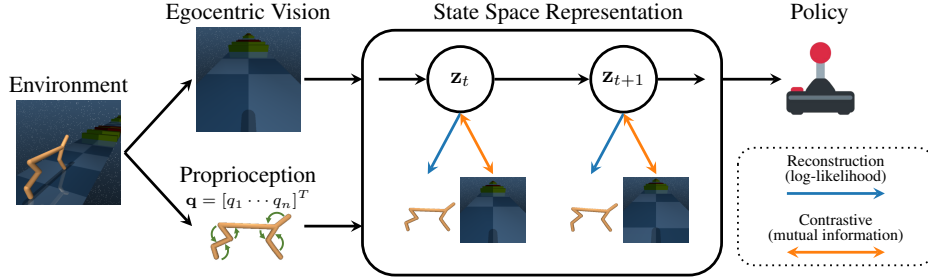 Egocentric Vision
State Space Representation
Policy
Environment
z_t
z_{t+1}
Proprioception
q = [q_1 ⋯ q_n]^T
Reconstruction
(log-likelihood)
Contrastive
(mutual information)